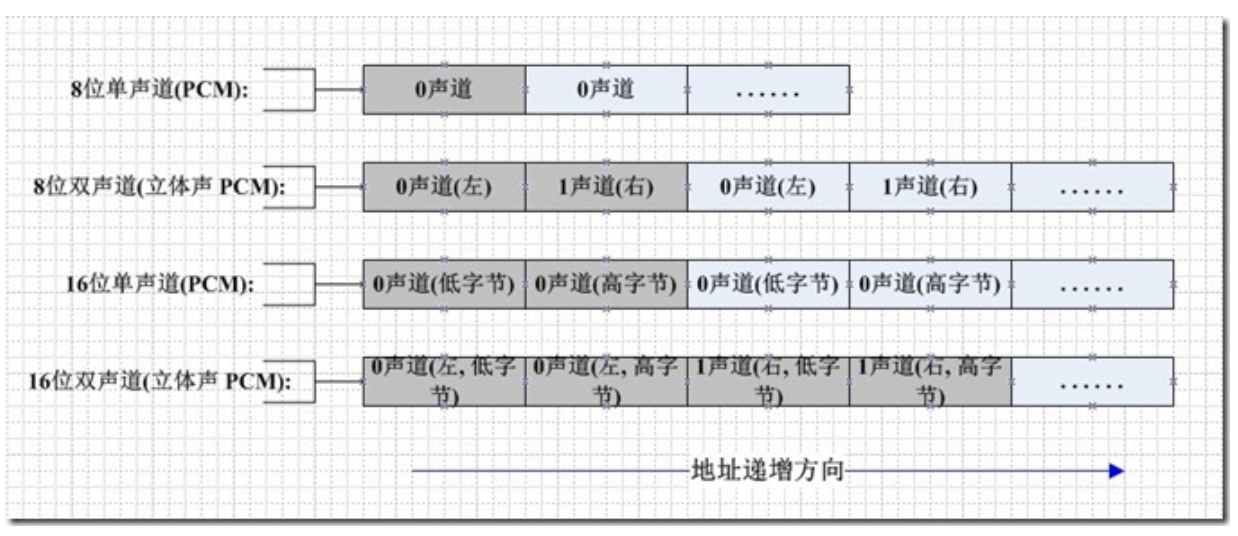 8位单声道(PCM): 0声道 0声道 ......
8位双声道(立体声 PCM): 0声道(左) 1声道(右) 0声道(左) 1声道(右) ......
16位单声道(PCM): 0声道(低字节) 0声道(高字节) 0声道(低字节) 0声道(高字节) ......
16位双声道(立体声 PCM): 0声道(左, 低字节) 0声道(左, 高字节) 1声道(右, 低字节) 1声道(右, 高字节) ......
地址递增方向